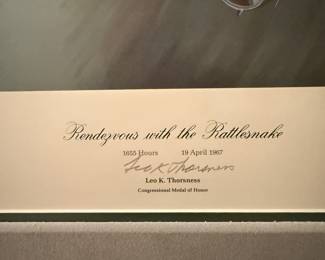 Rendezvous with the Rattlesnake
1655 Hours 19 April 1967
Leo K Thorsness
Leo K. Thorsness
Congressional Medal of Honor